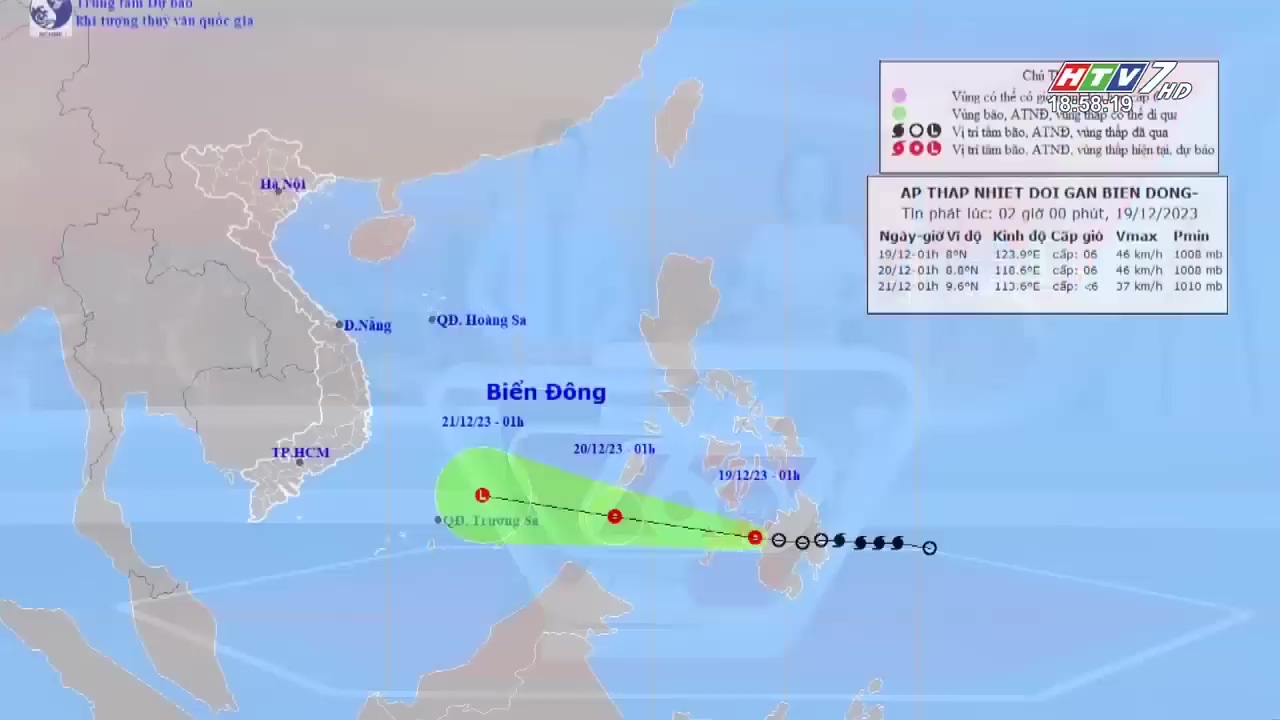 Trung tâm Dự báo
khí tượng thuỷ văn quốc gia
HTV7 HD
18:58:19
Chú T
Vùng có thể có gió cấp
Vùng bão, ATNĐ, vùng thấp có thể đi qu
Vị trí tâm bão, ATNĐ, vùng thấp đã qua
Vị trí tâm bão, ATNĐ, vùng thấp hiện tại, dự báo
AP THAP NHIET DOI GAN BIEN DONG-
Tin phát lúc: 02 giờ 00 phút, 19/12/2023
Ngày-giờ Vĩ độ Kinh độ Cấp gió Vmax Pmin
19/12-01h 8°N 123.9°E cấp: 06 46 km/h 1008 mb
20/12-01h 8.8°N 118.6°E cấp: 06 46 km/h 1008 mb
21/12-01h 9.6°N 113.6°E cấp: <6 37 km/h 1010 mb
Hà Nội
Đ.Nẵng
QĐ. Hoàng Sa
Biển Đông
21/12/23 - 01h
20/12/23 - 01h
19/12/23 - 01h
TP.HCM
L
QĐ. Trường Sa